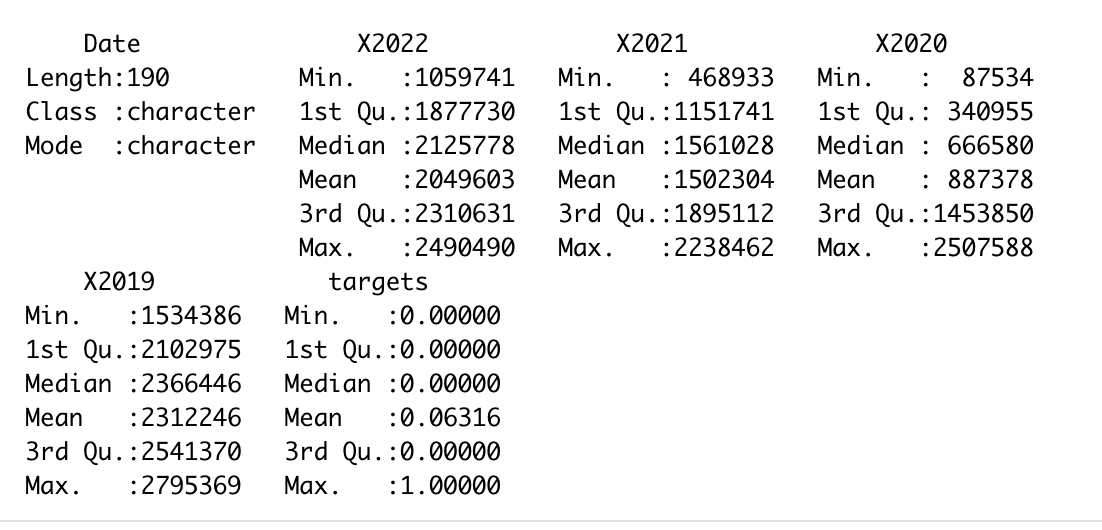 Date               X2022             X2021             X2020
Length:190         Min.   :1059741   Min.   : 468933   Min.   :  87534
Class :character   1st Qu.:1877730   1st Qu.:1151741   1st Qu.: 340955
Mode  :character   Median :2125778   Median :1561028   Median : 666580
                   Mean   :2049603   Mean   :1502304   Mean   : 887378
                   3rd Qu.:2310631   3rd Qu.:1895112   3rd Qu.:1453850
                   Max.   :2490490   Max.   :2238462   Max.   :2507588
    X2019            targets
Min.   :1534386   Min.   :0.00000
1st Qu.:2102975   1st Qu.:0.00000
Median :2366446   Median :0.00000
Mean   :2312246   Mean   :0.06316
3rd Qu.:2541370   3rd Qu.:0.00000
Max.   :2795369   Max.   :1.00000